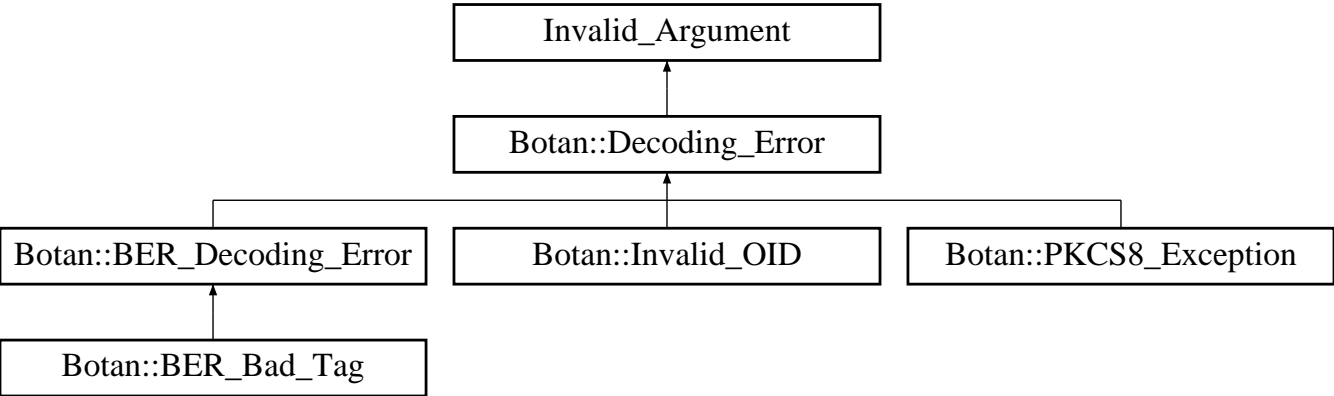 Invalid_Argument
Botan::Decoding_Error
Botan::BER_Decoding_Error
Botan::Invalid_OID
Botan::PKCS8_Exception
Botan::BER_Bad_Tag